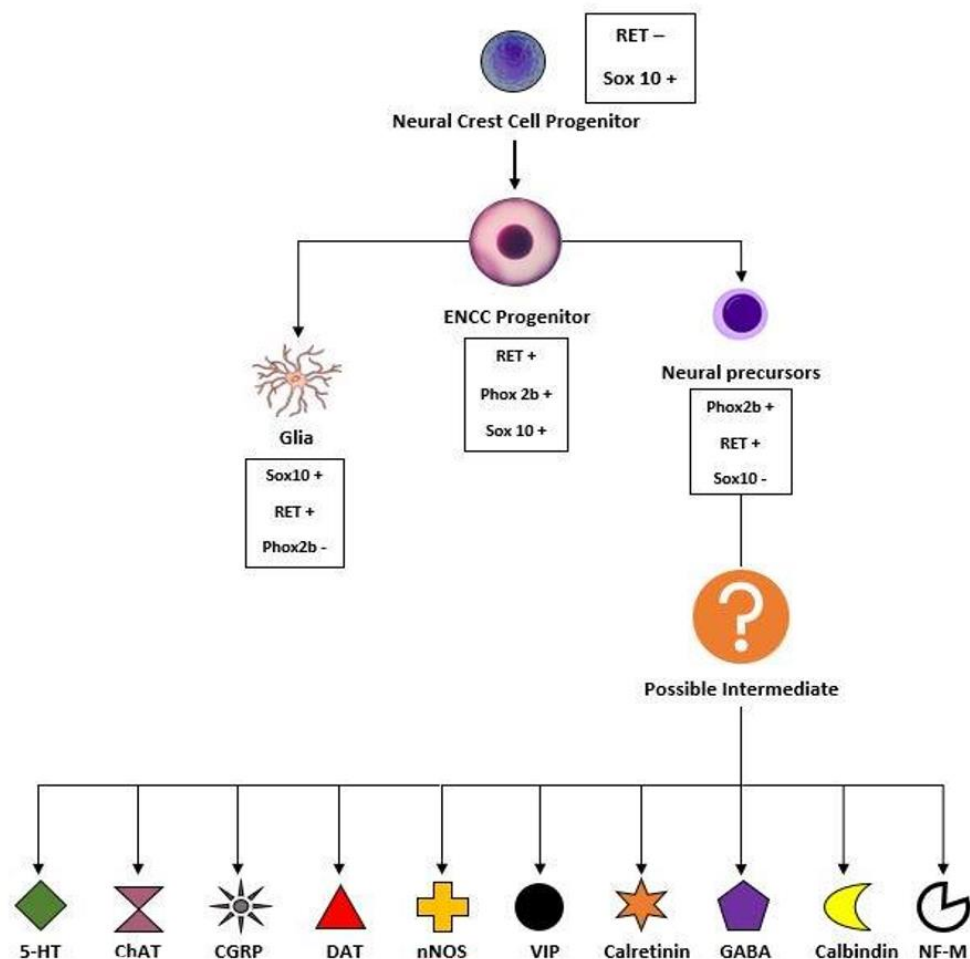 RET –
Sox 10 +
Neural Crest Cell Progenitor
ENCC Progenitor
RET +
Phox 2b +
Sox 10 +
Glia
Sox10 +
RET +
Phox2b -
Neural precursors
Phox2b +
RET +
Sox10 -
?
Possible Intermediate
5-HT ChAT CGRP DAT nNOS VIP Calretinin GABA Calbindin NF-M